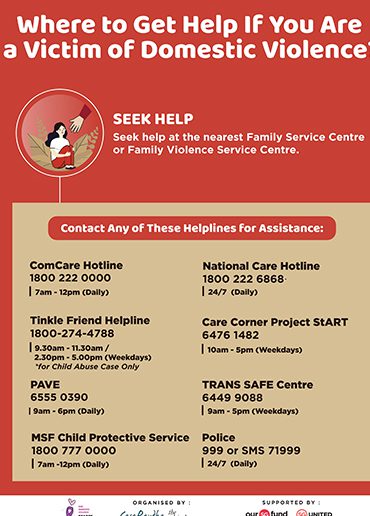 Where to Get Help If You Are
a Victim of Domestic Violence?
SEEK HELP
Seek help at the nearest Family Service Centre
or Family Violence Service Centre.
Contact Any of These Helplines for Assistance:
ComCare Hotline
1800 222 0000
7am - 12pm (Daily)
National Care Hotline
1800 222 6868
24/7 (Daily)
Tinkle Friend Helpline
1800-274-4788
9.30am - 11.30am /
2.30pm - 5.00pm (Weekdays)
*for Child Abuse Case Only
Care Corner Project StART
6476 1482
10am - 5pm (Weekdays)
PAVE
6555 0390
9am - 6pm (Daily)
TRANS SAFE Centre
6449 9088
9am - 5pm (Weekdays)
MSF Child Protective Service
1800 777 0000
7am -12pm (Daily)
Police
999 or SMS 71999
24/7 (Daily)
ORGANISED BY :
SUPPORTED BY :
our sg fund
UNITED